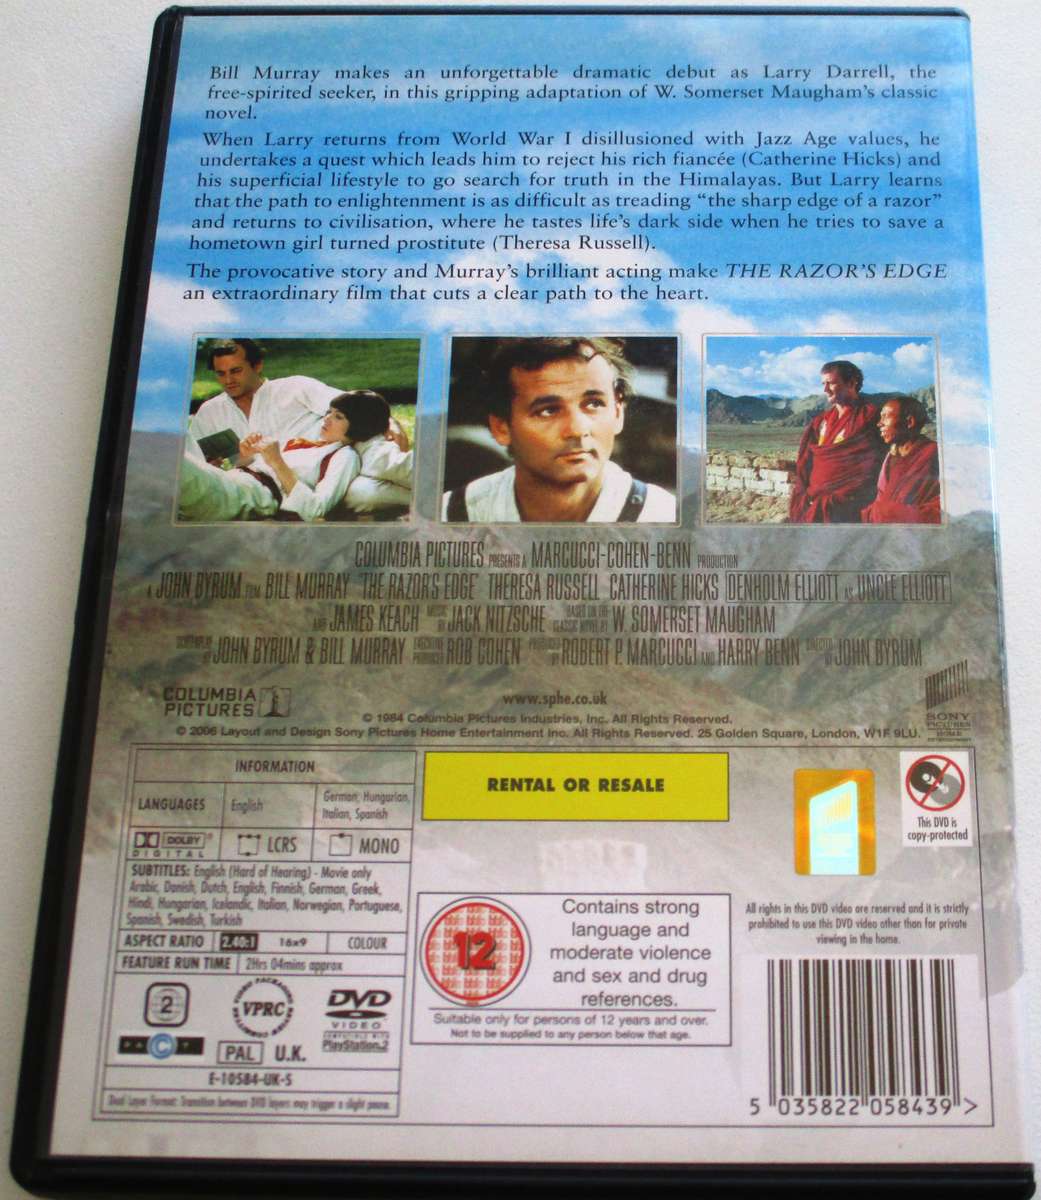 Bill Murray makes an unforgettable dramatic debut as Larry Darrell, the
free-spirited seeker, in this gripping adaptation of W. Somerset Maugham's classic
novel.
When Larry returns from World War I disillusioned with Jazz Age values, he
undertakes a quest which leads him to reject his rich fiancée (Catherine Hicks) and
his superficial lifestyle to go search for truth in the Himalayas. But Larry learns
that the path to enlightenment is as difficult as treading "the sharp edge of a razor"
and returns to civilisation, where he tastes life's dark side when he tries to save a
hometown girl turned prostitute (Theresa Russell).
The provocative story and Murray's brilliant acting make THE RAZOR'S EDGE
an extraordinary film that cuts a clear path to the heart.
COLUMBIA PICTURES PRESENTS A MARCUCCI-COHEN-BENN PRODUCTION
A JOHN BYRUM FILM BILL MURRAY "THE RAZOR'S EDGE" THERESA RUSSELL CATHERINE HICKS DENHOLM ELLIOTT AS UNCLE ELLIOTT
AND JAMES KEACH MUSIC BY JACK NITZSCHE BASED ON THE CLASSIC NOVEL BY W. SOMERSET MAUGHAM
SCREENPLAY BY JOHN BYRUM & BILL MURRAY EXECUTIVE PRODUCER ROB COHEN PRODUCED BY ROBERT P. MARCUCCI AND HARRY BENN DIRECTED BY JOHN BYRUM
COLUMBIA
PICTURES
www.sphe.co.uk
SONY
PICTURES
HOME
ENTERTAINMENT
© 1984 Columbia Pictures Industries, Inc. All Rights Reserved.
© 2006 Layout and Design Sony Pictures Home Entertainment Inc. All Rights Reserved. 25 Golden Square, London, W1F 9LU.
INFORMATION
LANGUAGES English German, Hungarian,
Italian, Spanish
DOLBY
DIGITAL
LCRS
MONO
SUBTITLES: English (Hard of Hearing) - Movie only
Arabic, Danish, Dutch, English, Finnish, German, Greek,
Hindi, Hungarian, Icelandic, Italian, Norwegian, Portuguese,
Spanish, Swedish, Turkish
ASPECT RATIO 2.40:1 16x9 COLOUR
FEATURE RUN TIME 2Hrs 04mins approx
2
VIDEO PACKAGING
VPRC
REVIEW COMMITTEE
DVD
VIDEO
COMPATIBLE WITH
PlayStation.2
PACT
PAL U.K.
E-10584-UK-S
Dual Layer Format: Transition between DVD layers may trigger a slight pause.
RENTAL OR RESALE
This DVD is
copy-protected
12
Contains strong
language and
moderate violence
and sex and drug
references.
Suitable only for persons of 12 years and over.
Not to be supplied to any person below that age.
All rights in this DVD video are reserved and it is strictly
prohibited to use this DVD video other than for private
viewing in the home.
5 035822 058439 >